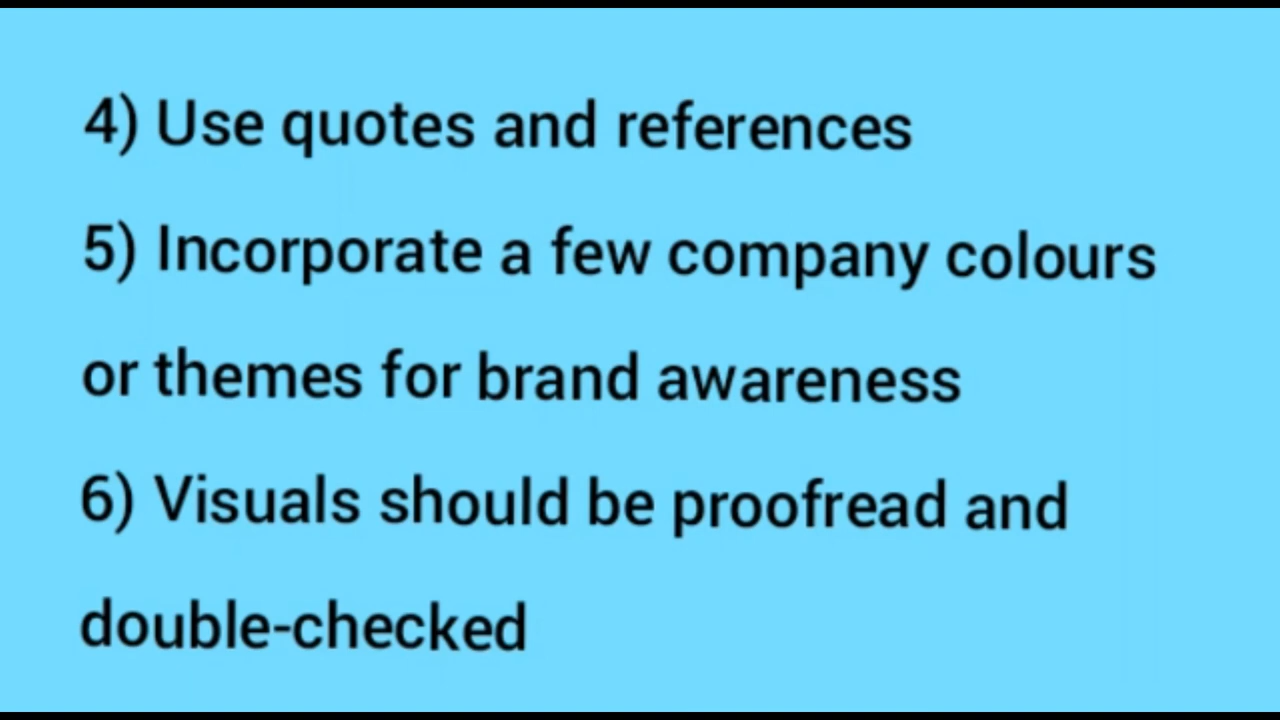 4) Use quotes and references
5) Incorporate a few company colours
or themes for brand awareness
6) Visuals should be proofread and
double-checked